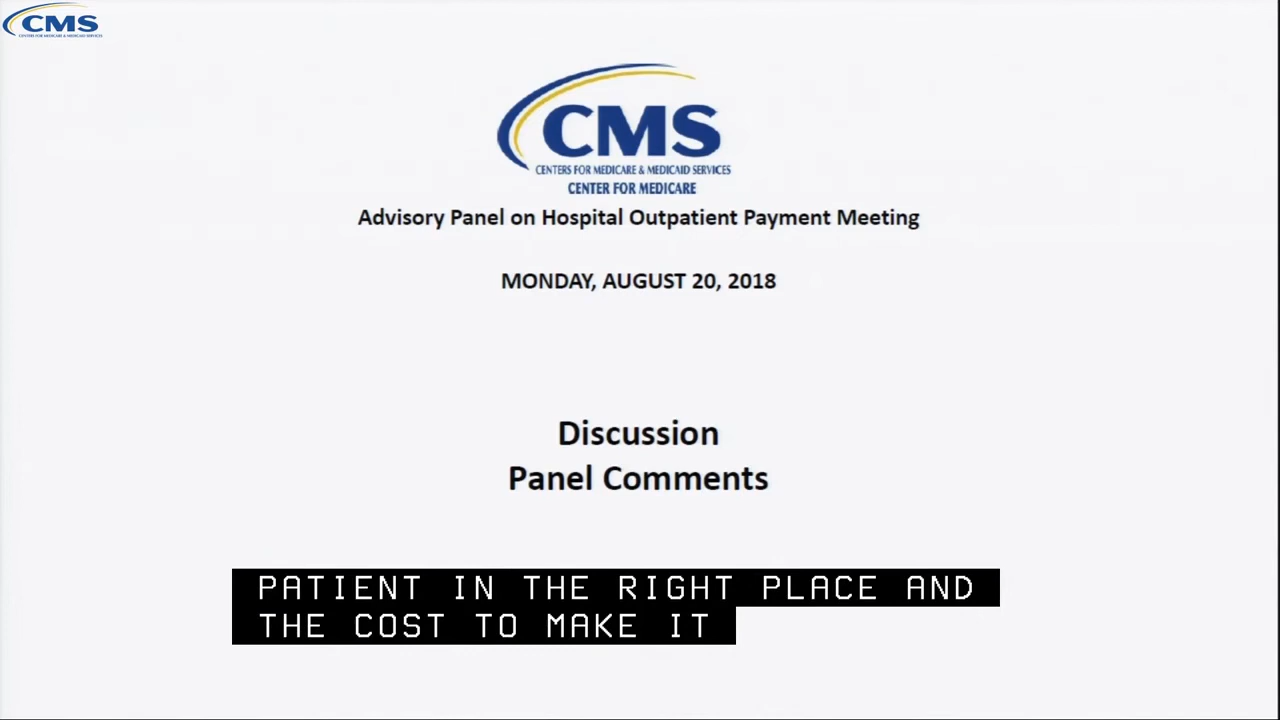 CMS
CENTERS FOR MEDICARE & MEDICAID SERVICES
CMS
CENTERS FOR MEDICARE & MEDICAID SERVICES
CENTER FOR MEDICARE
Advisory Panel on Hospital Outpatient Payment Meeting
MONDAY, AUGUST 20, 2018
Discussion
Panel Comments
PATIENT IN THE RIGHT PLACE AND
THE COST TO MAKE IT